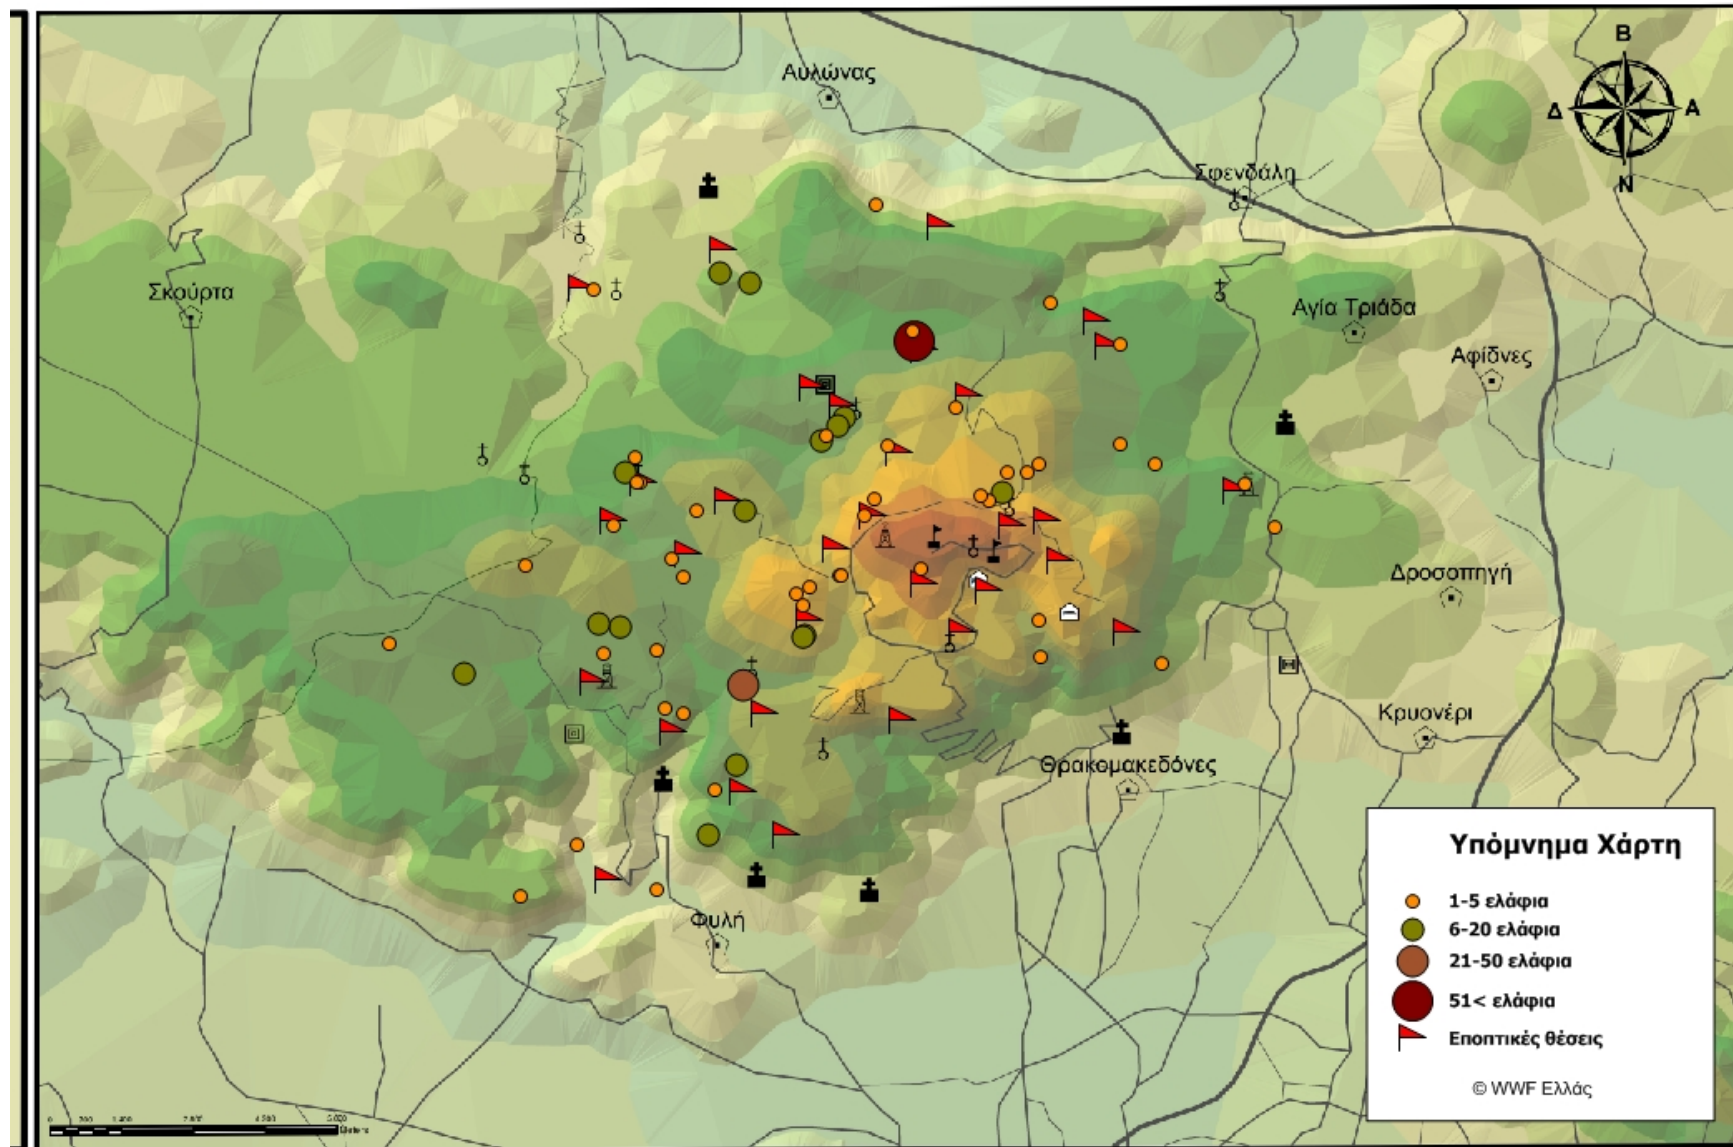 Αυλώνας
Β
Δ
Α
Ν
Σφενδάλη
Σκούρτα
Αγία Τριάδα
Αφίδνες
Δροσοπηγή
Κρυονέρι
Θρακομακεδόνες
Φυλή
Υπόμνημα Χάρτη
1-5 ελάφια
6-20 ελάφια
21-50 ελάφια
51< ελάφια
Εποπτικές θέσεις
© WWF Ελλάς